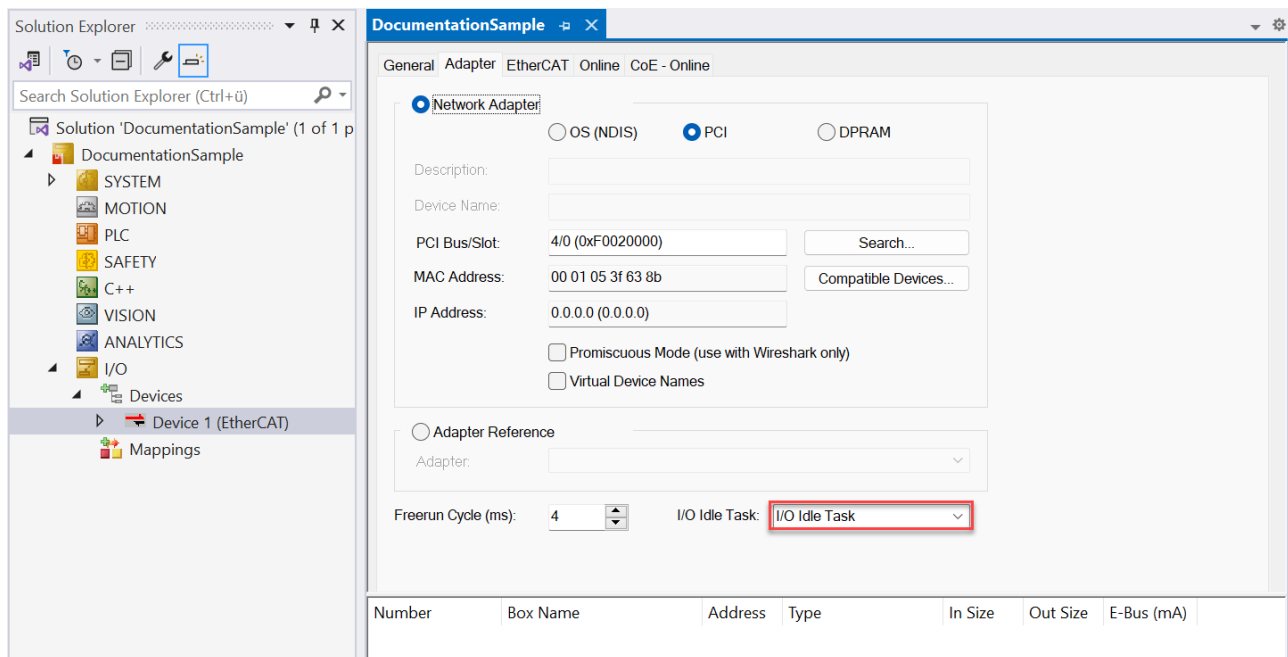 Solution Explorer
Search Solution Explorer (Ctrl+ü)
Solution 'DocumentationSample' (1 of 1 p
DocumentationSample
SYSTEM
MOTION
PLC
SAFETY
C++
VISION
ANALYTICS
I/O
Devices
Device 1 (EtherCAT)
Mappings
DocumentationSample
General Adapter EtherCAT Online CoE - Online
Network Adapter
OS (NDIS) PCI DPRAM
Description:
Device Name:
PCI Bus/Slot: 4/0 (0xF0020000) Search...
MAC Address: 00 01 05 3f 63 8b Compatible Devices...
IP Address: 0.0.0.0 (0.0.0.0)
Promiscuous Mode (use with Wireshark only)
Virtual Device Names
Adapter Reference
Adapter:
Freerun Cycle (ms): 4 I/O Idle Task: I/O Idle Task
Number Box Name Address Type In Size Out Size E-Bus (mA)